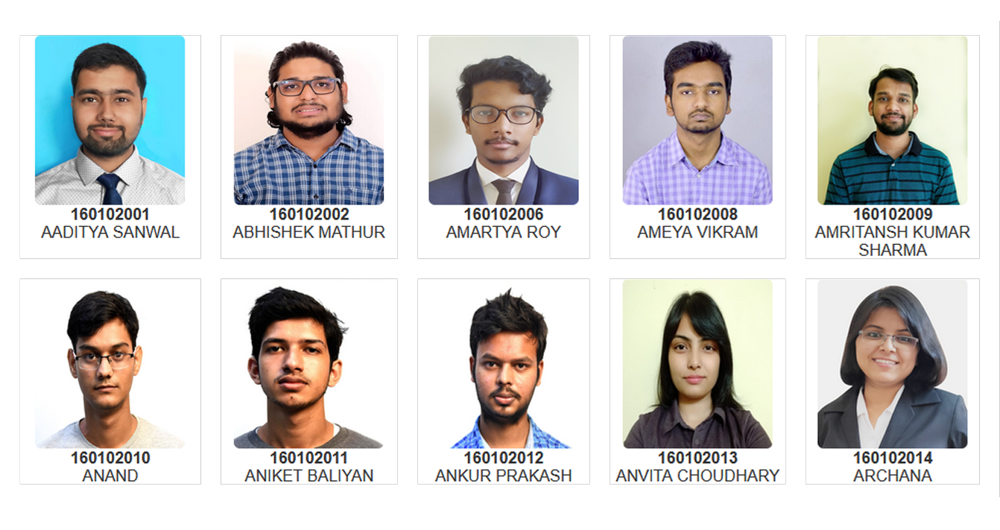 160102001
AADITYA SANWAL
160102002
ABHISHEK MATHUR
160102006
AMARTYA ROY
160102008
AMEYA VIKRAM
160102009
AMRITANSH KUMAR
SHARMA
160102010
ANAND
160102011
ANIKET BALIYAN
160102012
ANKUR PRAKASH
160102013
ANVITA CHOUDHARY
160102014
ARCHANA